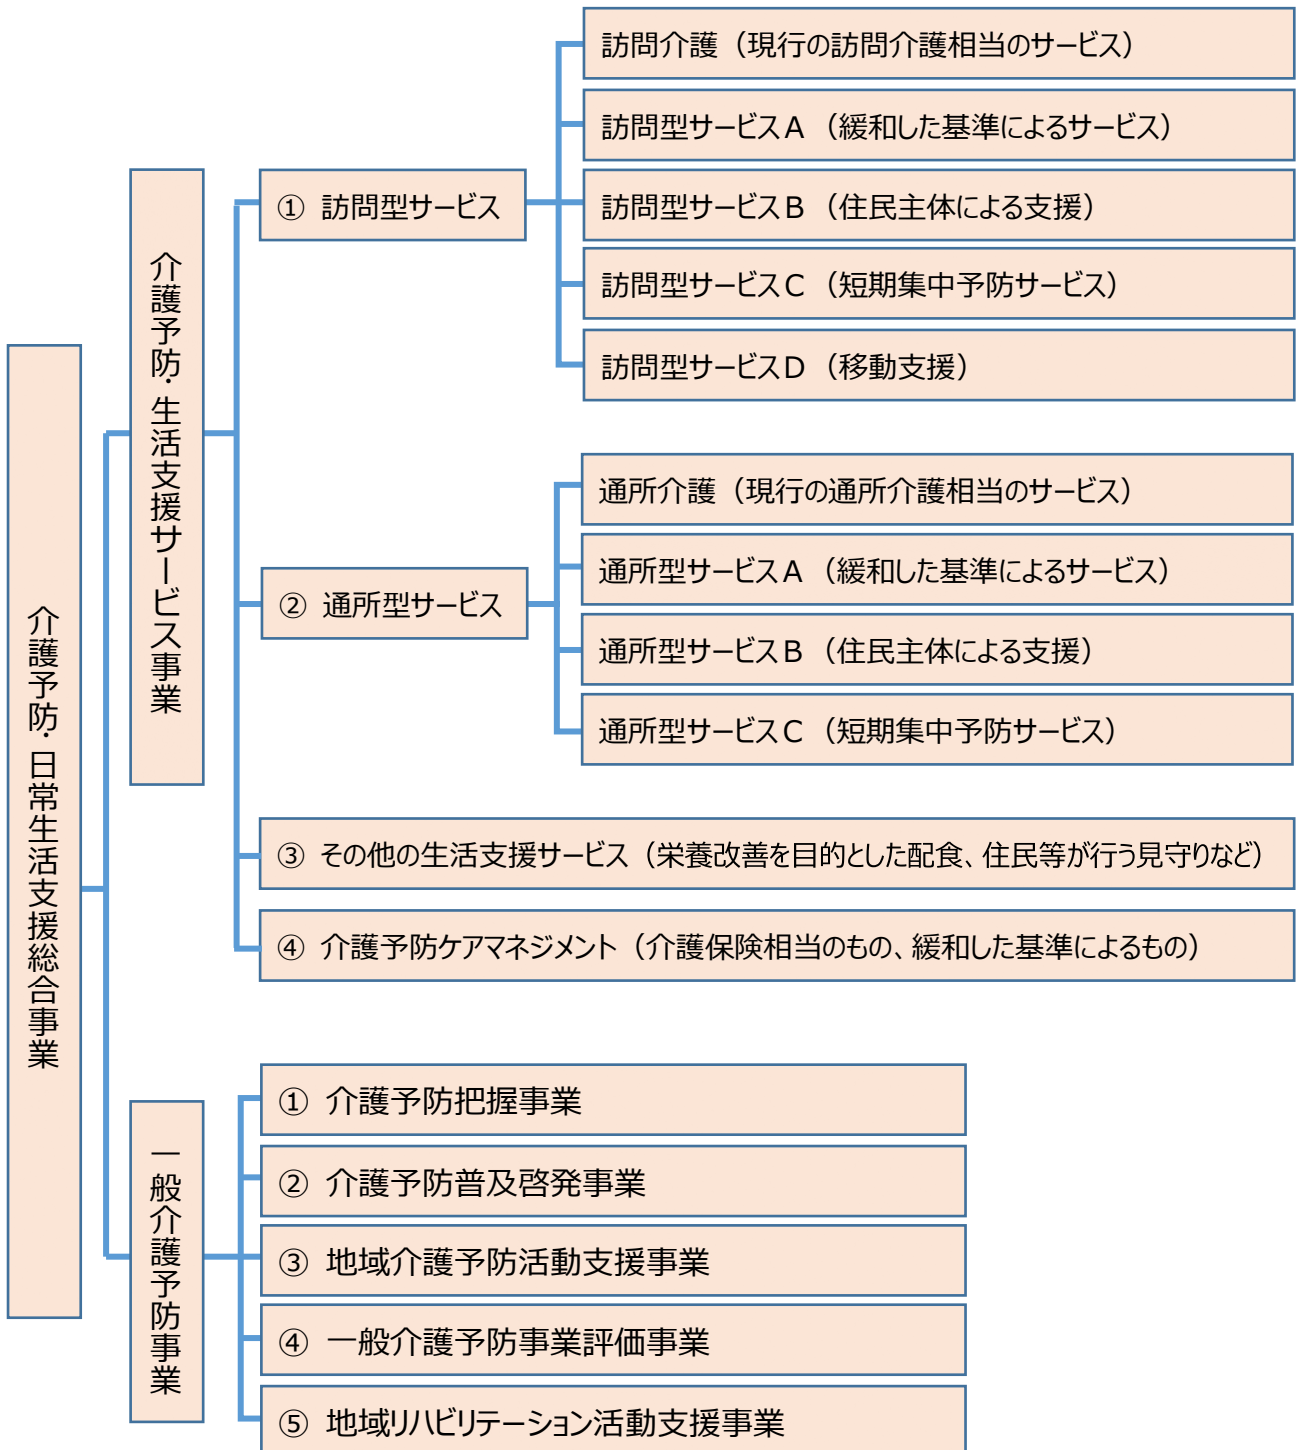 介護予防・日常生活支援総合事業
介護予防・生活支援サービス事業
① 訪問型サービス
訪問介護（現行の訪問介護相当のサービス）
訪問型サービスＡ（緩和した基準によるサービス）
訪問型サービスＢ（住民主体による支援）
訪問型サービスＣ（短期集中予防サービス）
訪問型サービスＤ（移動支援）
② 通所型サービス
通所介護（現行の通所介護相当のサービス）
通所型サービスＡ（緩和した基準によるサービス）
通所型サービスＢ（住民主体による支援）
通所型サービスＣ（短期集中予防サービス）
③ その他の生活支援サービス（栄養改善を目的とした配食、住民等が行う見守りなど）
④ 介護予防ケアマネジメント（介護保険相当のもの、緩和した基準によるもの）
一般介護予防事業
① 介護予防把握事業
② 介護予防普及啓発事業
③ 地域介護予防活動支援事業
④ 一般介護予防事業評価事業
⑤ 地域リハビリテーション活動支援事業